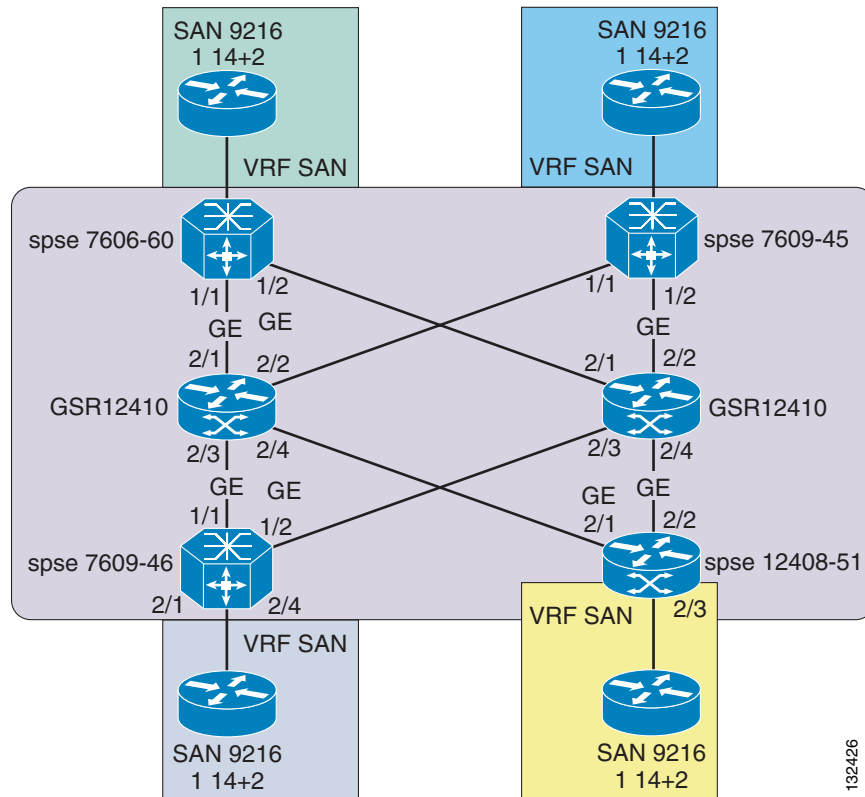 SAN 9216
1 14+2
SAN 9216
1 14+2
VRF SAN
VRF SAN
spse 7606-60
spse 7609-45
1/1
1/2
1/1
1/2
GE
GE
GE
2/1
2/2
2/1
2/2
GSR12410
GSR12410
2/3
2/4
2/3
2/4
GE
GE
GE
GE
1/1
1/2
2/1
2/2
spse 7609-46
spse 12408-51
2/1
2/4
2/3
VRF SAN
VRF SAN
SAN 9216
1 14+2
SAN 9216
1 14+2
132426